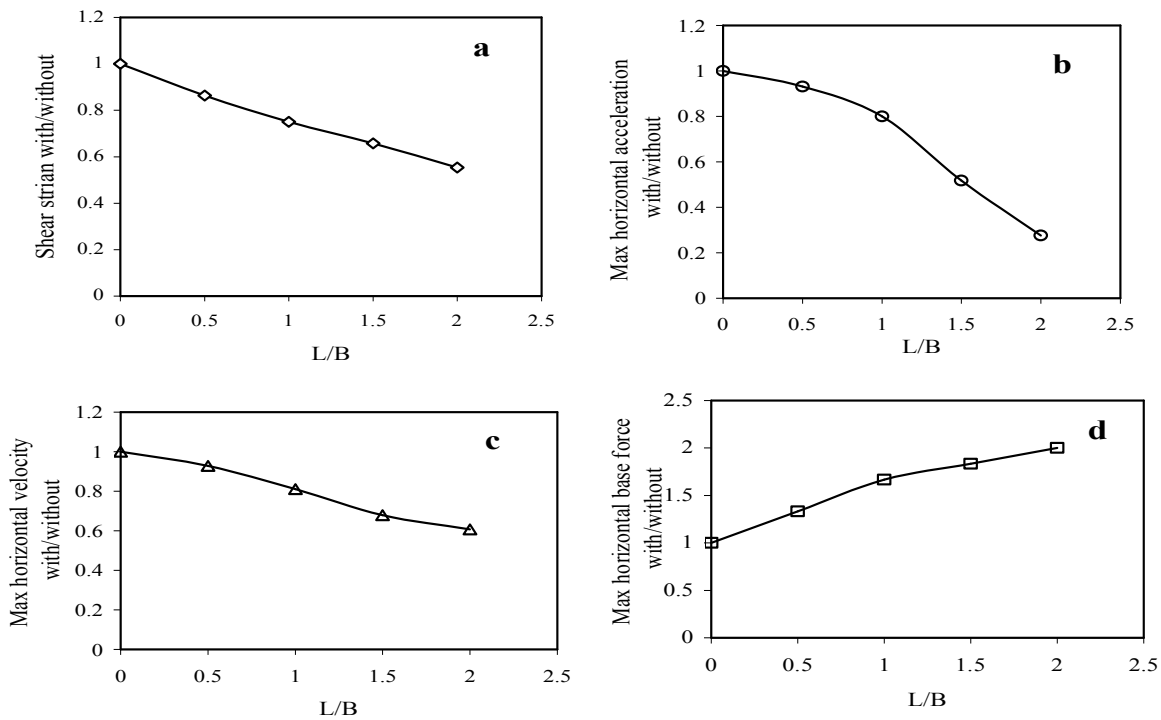 a
Shear strian with/without
1.2
1
0.8
0.6
0.4
0.2
0
0 0.5 1 1.5 2 2.5
L/B
b
Max horizontal acceleration
with/without
1.2
1
0.8
0.6
0.4
0.2
0
0 0.5 1 1.5 2 2.5
L/B
c
Max horizontal velocity
with/without
1.2
1
0.8
0.6
0.4
0.2
0
0 0.5 1 1.5 2 2.5
L/B
d
Max horizontal base force
with/without
2.5
2
1.5
1
0.5
0
0 0.5 1 1.5 2 2.5
L/B